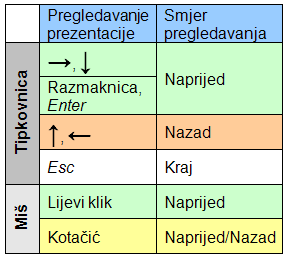 Pregledavanje prezentacije
Smjer pregledavanja
Tipkovnica
→,↓
Razmaknica,
Enter
Naprijed
↑,←
Nazad
Esc
Kraj
Miš
Lijevi klik
Naprijed
Kotačić
Naprijed/Nazad